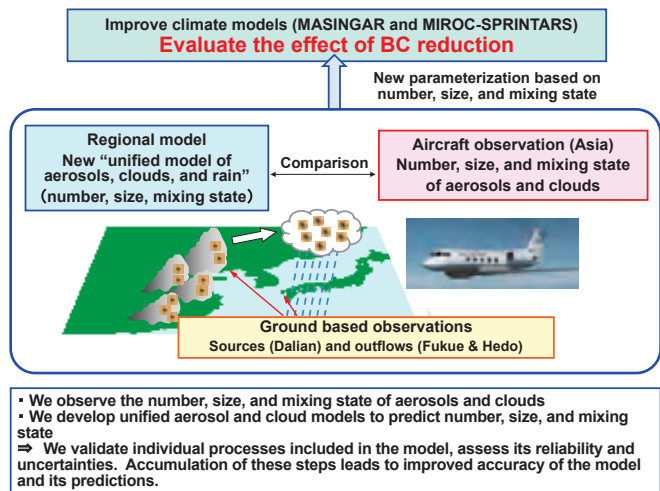 Improve climate models (MASINGAR and MIROC-SPRINTARS)
Evaluate the effect of BC reduction
New parameterization based on
number, size, and mixing state
Regional model
New “unified model of
aerosols, clouds, and rain”
（number, size, mixing state）
Comparison
Aircraft observation (Asia)
Number, size, and mixing state
of aerosols and clouds
Ground based observations
Sources (Dalian) and outflows (Fukue & Hedo)
・We observe the number, size, and mixing state of aerosols and clouds
・We develop unified aerosol and cloud models to predict number, size, and mixing
state
⇒ We validate individual processes included in the model, assess its reliability and
uncertainties. Accumulation of these steps leads to improved accuracy of the model
and its predictions.